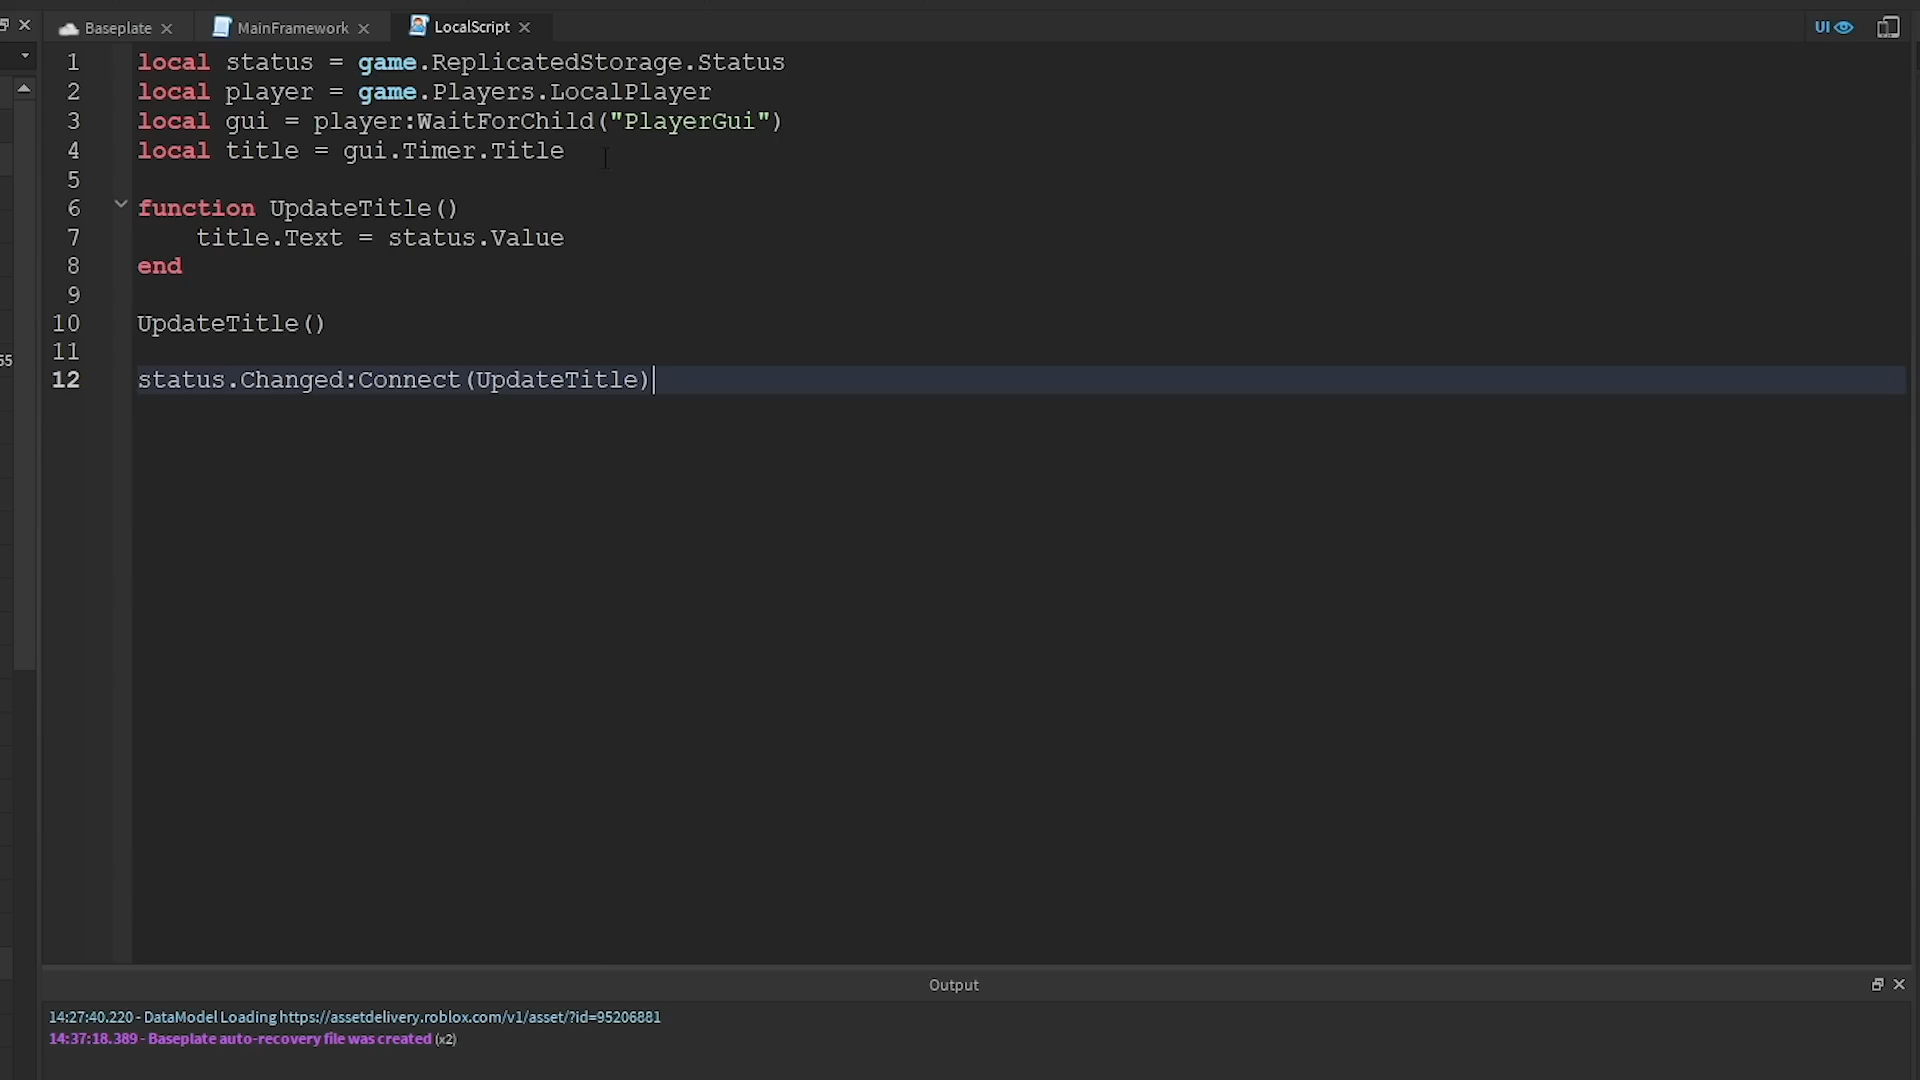 Baseplate
MainFramework
LocalScript
UI
1 local status = game.ReplicatedStorage.Status
2 local player = game.Players.LocalPlayer
3 local gui = player:WaitForChild("PlayerGui")
4 local title = gui.Timer.Title
5
6 function UpdateTitle()
7 title.Text = status.Value
8 end
9
10 UpdateTitle()
11
55
12 status.Changed:Connect(UpdateTitle)
Output
14:27:40.220 - DataModel Loading https://assetdelivery.roblox.com/v1/asset/?id=95206881
14:37:18.389 - Baseplate auto-recovery file was created (x2)